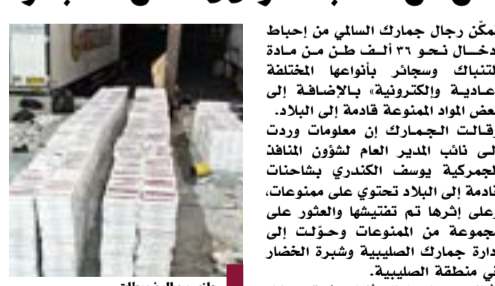 تمكّن رجال جمارك السالمي من إحباط
إدخال نحو ٣٦ ألف طن من مادة
التنباك وسجائر بأنواعها المختلفة
«عادية وإلكترونية» بالإضافة إلى
بعض المواد الممنوعة قادمة إلى البلاد.
وقالت الجمارك إن معلومات وردت
إلى نائب المدير العام لشؤون المنافذ
الجمركية يوسف الكندري بشاحنات
قادمة إلى البلاد تحتوي على ممنوعات،
وعلى إثرها تم تفتيشها والعثور على
مجموعة من الممنوعات وحوّلت إلى
إدارة جمارك الصليبية وشبرة الخضار
في منطقة الصليبية.